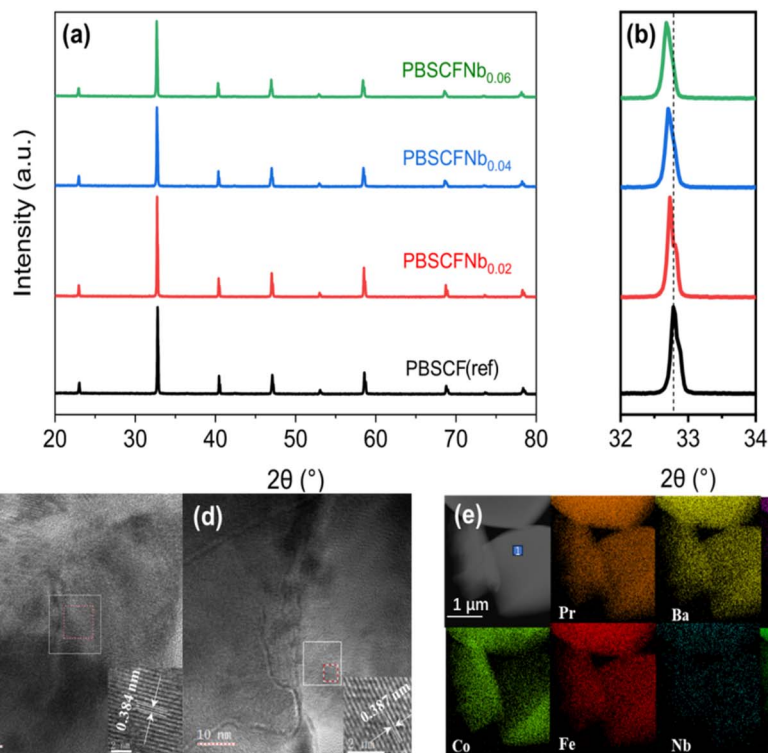 (a)
PBSCFNb0.06
PBSCFNb0.04
PBSCFNb0.02
PBSCF(ref)
Intensity (a.u.)
20 30 40 50 60 70 80
2θ (°)
(b)
32 33 34
2θ (°)
0.384 nm
(d)
10 nm
0.387 nm
(e)
1
1 μm
Pr
Ba
Co
Fe
Nb